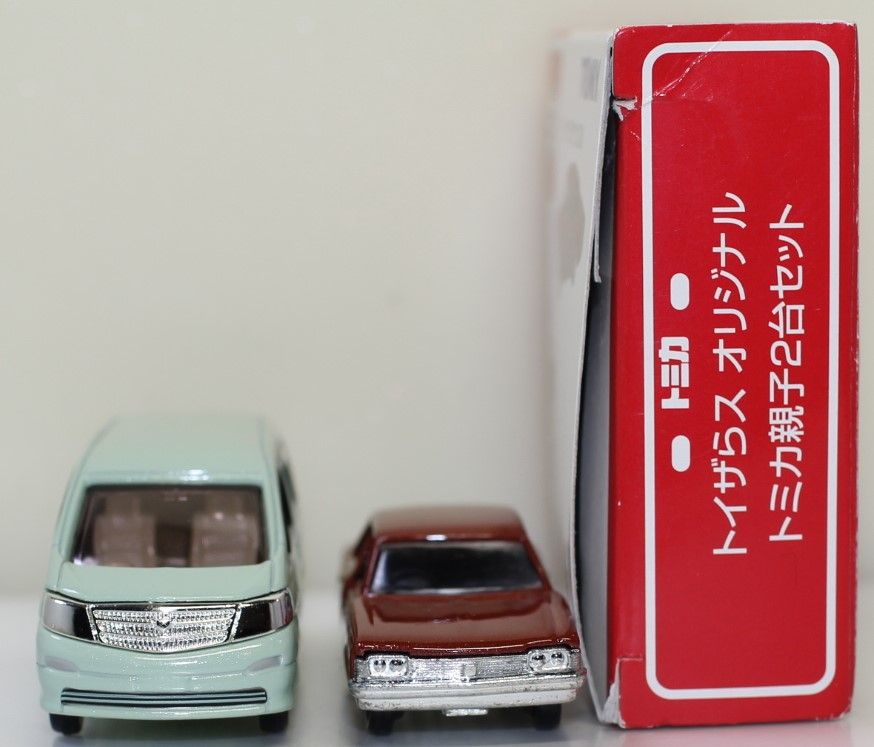 トミカ
トイザらス オリジナル
トミカ親子2台セット